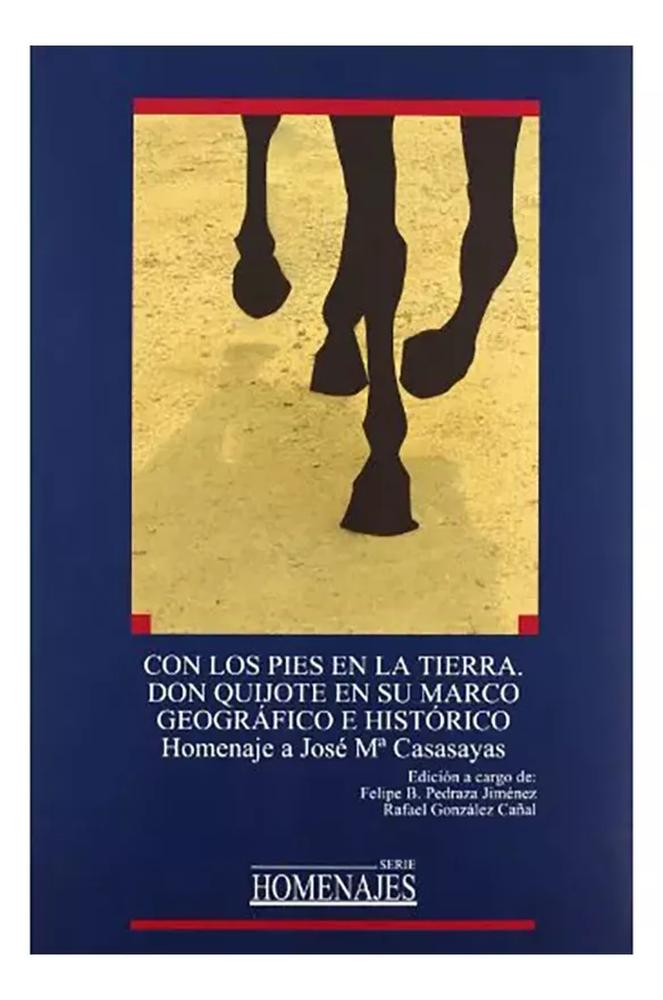 CON LOS PIES EN LA TIERRA.
DON QUIJOTE EN SU MARCO
GEOGRÁFICO E HISTÓRICO
Homenaje a José Mª Casasayas
Edición a cargo de:
Felipe B. Pedraza Jiménez
Rafael González Cañal
SERIE
HOMENAJES